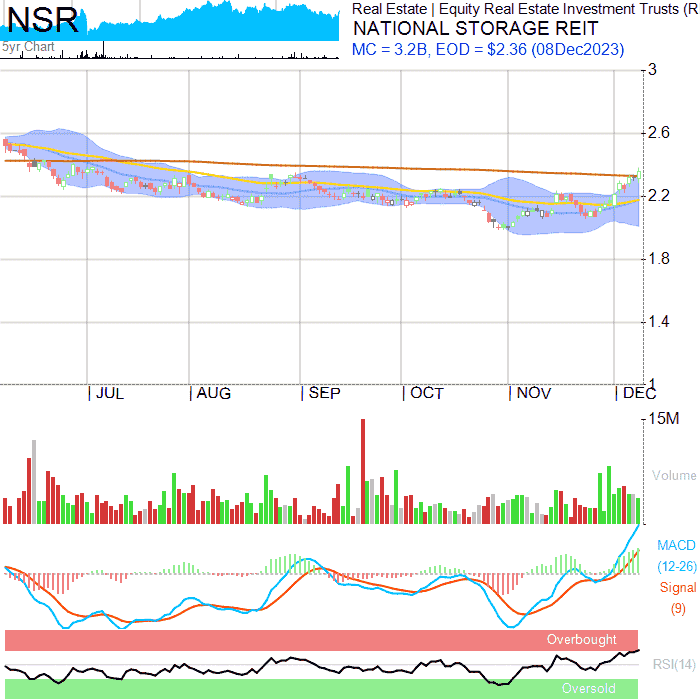 NSR
5yr Chart
Real Estate | Equity Real Estate Investment Trusts (R
NATIONAL STORAGE REIT
MC = 3.2B, EOD = $2.36 (08Dec2023)
3
2.6
2.2
1.8
1.4
1
JUL AUG SEP OCT NOV DEC
15M
Volume
MACD
(12-26)
Signal
(9)
Overbought
RSI(14)
Oversold